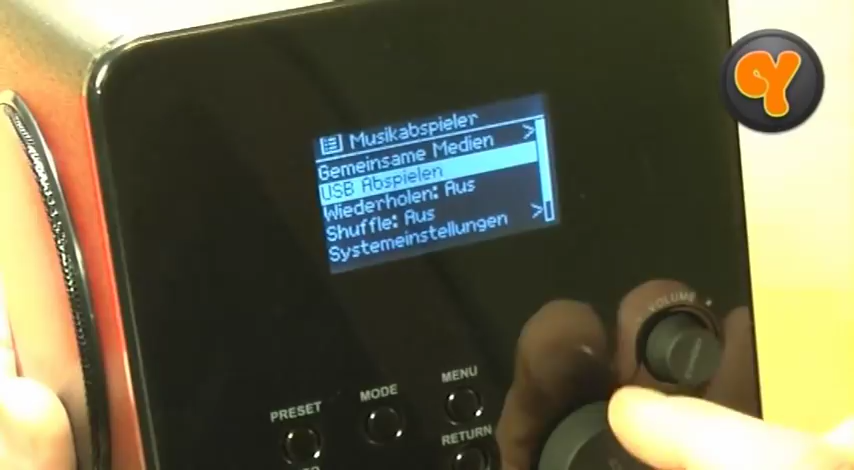 Musikabspieler
Gemeinsame Medien >
USB Abspielen
Wiederholen: Aus
Shuffle: Aus
Systemeinstellungen >
VOLUME
MENU
MODE
PRESET
RETURN